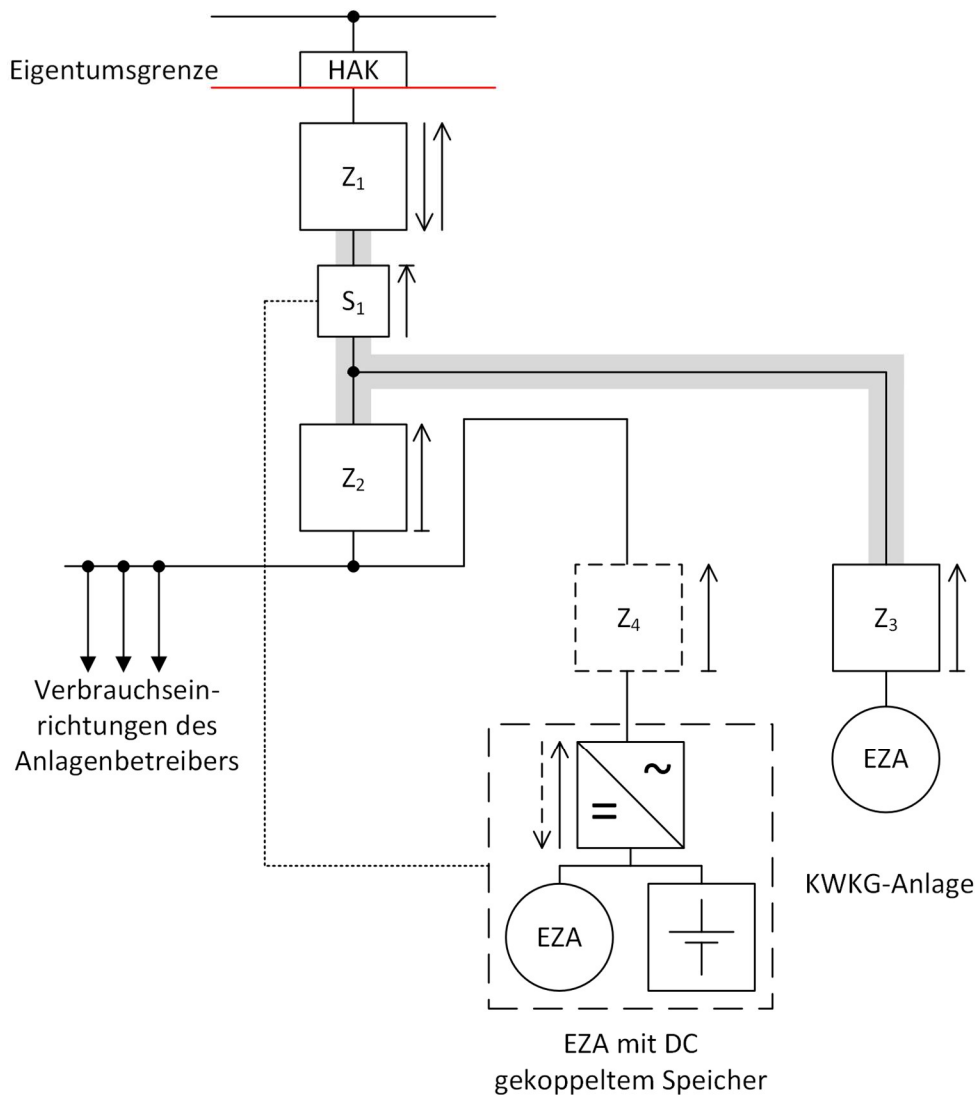 Eigentumsgrenze
HAK
Z₁
S₁
Z₂
Z₄
Z₃
Verbrauchsein-
richtungen des
Anlagenbetreibers
EZA
~
=
KWKG-Anlage
EZA
EZA mit DC
gekoppeltem Speicher